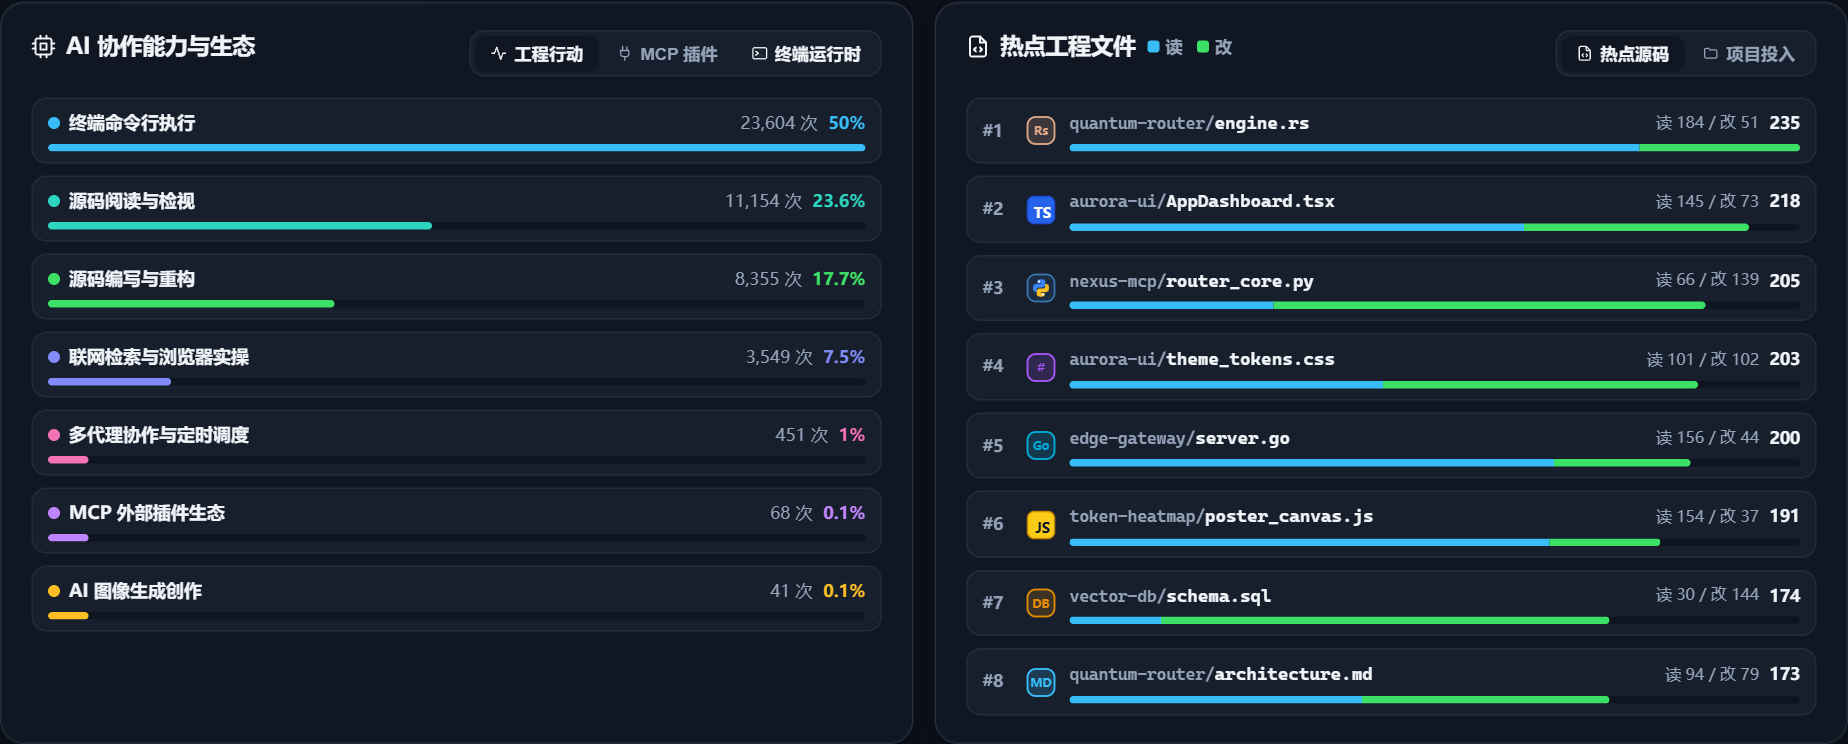 AI 协作能力与生态
工程行动
MCP 插件
终端运行时
终端命令行执行 23,604 次 50%
源码阅读与检视 11,154 次 23.6%
源码编写与重构 8,355 次 17.7%
联网检索与浏览器实操 3,549 次 7.5%
多代理协作与定时调度 451 次 1%
MCP 外部插件生态 68 次 0.1%
AI 图像生成创作 41 次 0.1%
热点工程文件 读 改
热点源码
项目投入
#1 Rs quantum-router/engine.rs 读 184 / 改 51 235
#2 TS aurora-ui/AppDashboard.tsx 读 145 / 改 73 218
#3 nexus-mcp/router_core.py 读 66 / 改 139 205
#4 # aurora-ui/theme_tokens.css 读 101 / 改 102 203
#5 Go edge-gateway/server.go 读 156 / 改 44 200
#6 JS token-heatmap/poster_canvas.js 读 154 / 改 37 191
#7 DB vector-db/schema.sql 读 30 / 改 144 174
#8 MD quantum-router/architecture.md 读 94 / 改 79 173